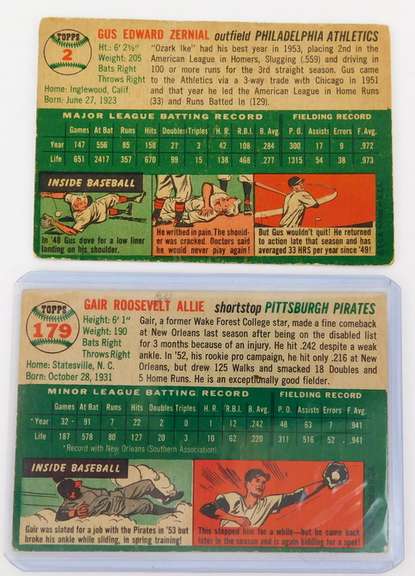 TOPPS
2
GUS EDWARD ZERNIAL outfield PHILADELPHIA ATHLETICS
Height: 6' 2½"
Weight: 205
Bats Right
Throws Right
Home: Inglewood, Calif.
Born: June 27, 1923
"Ozark Ike" had his best year in 1953, placing 2nd in the
American League in Homers, Slugging (.559) and driving in
100 or more runs for the 3rd straight season. Gus came
to the Athletics via a 3-way trade with Chicago in 1951
and led the American League in Home Runs
(33) and Runs Batted In (129).
MAJOR LEAGUE BATTING RECORD FIELDING RECORD
Games At Bat Runs Hits Doubles Triples H.R. R.B.I. B. Avg. P.O. Assists Errors F. Avg.
Year 147 556 85 158 21 3 42 108 .284 300 17 9 .972
Life 651 2417 365 670 99 15 138 468 .277 1315 54 38 .973
INSIDE BASEBALL
In '48 Gus dove for a low liner
landing on his shoulder.
He writhed in pain. The shoul-
der was cracked. Doctors said
he would never play again!
But Gus wouldn't quit! He returned
to action late that season and has
averaged 33 HRS per year since '49!
TOPPS
179
GAIR ROOSEVELT ALLIE shortstop PITTSBURGH PIRATES
Height: 6' 1"
Weight: 190
Bats Right
Throws Right
Home: Statesville, N. C.
Born: October 28, 1931
Gair, a former Wake Forest College star, made a fine comeback
at New Orleans last season after being on the disabled list
for 3 months because of an injury. He hit .242 despite a weak
ankle. In '52, his rookie pro campaign, he hit only .216 at New
Orleans, but drew 125 Walks and smacked 18 Doubles and
5 Home Runs. He is an exceptionally good fielder.
MINOR LEAGUE BATTING RECORD FIELDING RECORD
Games At Bat Runs Hits Doubles Triples H.R. R.B.I. B. Avg. P.O. Assists Errors F. Avg.
*Year 32 91 7 22 2 0 1 12 .242 48 53 7 .941
Life 187 578 80 127 20 3 6 62 .220 311 516 52 .941
*Record with New Orleans (Southern Association)
INSIDE BASEBALL
Gair was slated for a job with the Pirates in '53 but
broke his ankle while sliding, in spring training!
This stopped him for a while—but he came back
later in the season and is again bidding for a spot!